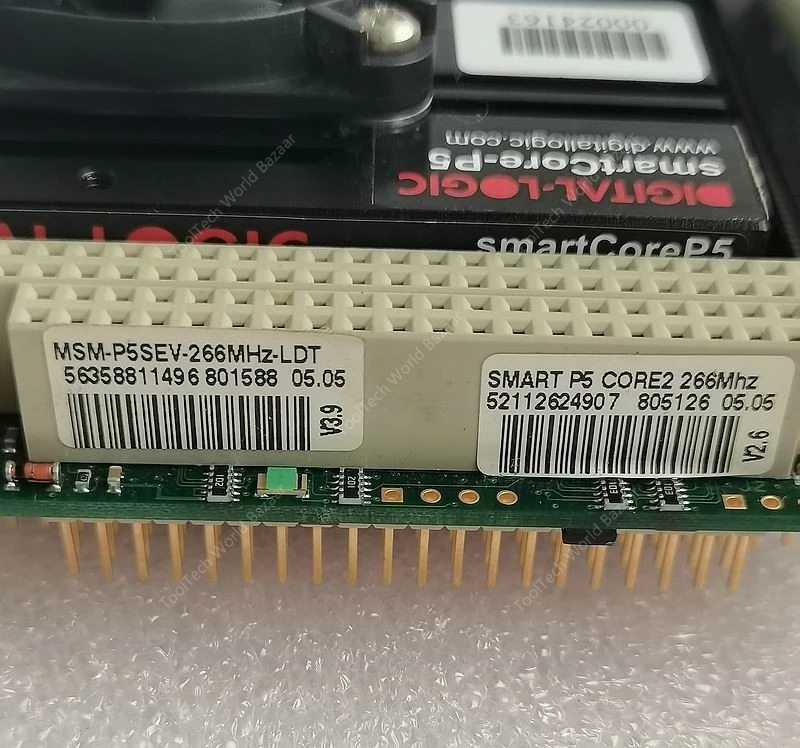 00024163
www.digitallogic.com
smartCore-P5
DIGITAL-LOGIC
smartCoreP5
MSM-P5SEV-266MHz-LDT
56358811496 801588 05.05
V3.9
SMART P5 CORE2 266Mhz
52112624907 805126 05.05
V2.6
ToolTech World Bazaar